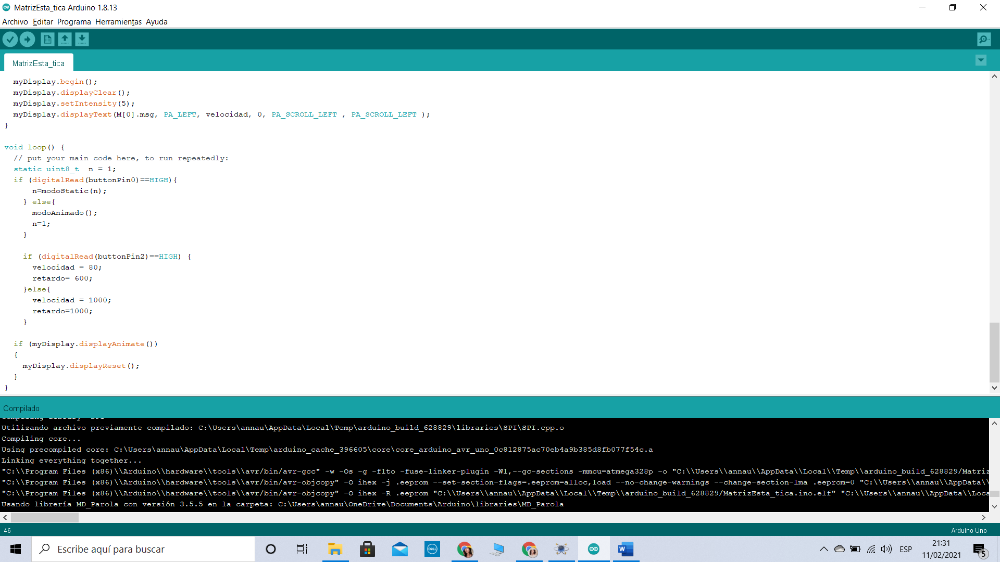 MatrizEsta_tica Arduino 1.8.13
Archivo Editar Programa Herramientas Ayuda
MatrizEsta_tica
myDisplay.begin();
myDisplay.displayClear();
myDisplay.setIntensity(5);
myDisplay.displayText(M[0].msg, PA_LEFT, velocidad, 0, PA_SCROLL_LEFT , PA_SCROLL_LEFT );
}
void loop() {
// put your main code here, to run repeatedly:
static uint8_t  n = 1;
if (digitalRead(buttonPin0)==HIGH){
n=modoStatic(n);
} else{
modoAnimado();
n=1;
}
if (digitalRead(buttonPin2)==HIGH) {
velocidad = 80;
retardo= 600;
}else{
velocidad = 1000;
retardo=1000;
}
if (myDisplay.displayAnimate())
{
myDisplay.displayReset();
}
}
Compilado
Compiling library "SPI"
Utilizando archivo previamente compilado: C:\Users\annau\AppData\Local\Temp\arduino_build_628829\libraries\SPI\SPI.cpp.o
Compiling core...
Using precompiled core: C:\Users\annau\AppData\Local\Temp\arduino_cache_396605\core\core_arduino_avr_uno_0c812875ac70eb4a9b385d8fb077f54c.a
Linking everything together...
"C:\\Program Files (x86)\\Arduino\\hardware\\tools\\avr/bin/avr-gcc" -w -Os -g -flto -fuse-linker-plugin -Wl,--gc-sections -mmcu=atmega328p -o "C:\\Users\\annau\\AppData\\Local\\Temp\\arduino_build_628829/Matriz
"C:\\Program Files (x86)\\Arduino\\hardware\\tools\\avr/bin/avr-objcopy" -O ihex -j .eeprom --set-section-flags=.eeprom=alloc,load --no-change-warnings --change-section-lma .eeprom=0 "C:\\Users\\annau\\AppData\\
"C:\\Program Files (x86)\\Arduino\\hardware\\tools\\avr/bin/avr-objcopy" -O ihex -R .eeprom "C:\\Users\\annau\\AppData\\Local\\Temp\\arduino_build_628829/MatrizEsta_tica.ino.elf" "C:\\Users\\annau\\AppData\\Loca
Usando librería MD_Parola con versión 3.5.5 en la carpeta: C:\Users\annau\OneDrive\Documents\Arduino\libraries\MD_Parola
46
Arduino Uno
Escribe aquí para buscar
DELL
W
ESP
21:31
11/02/2021
5